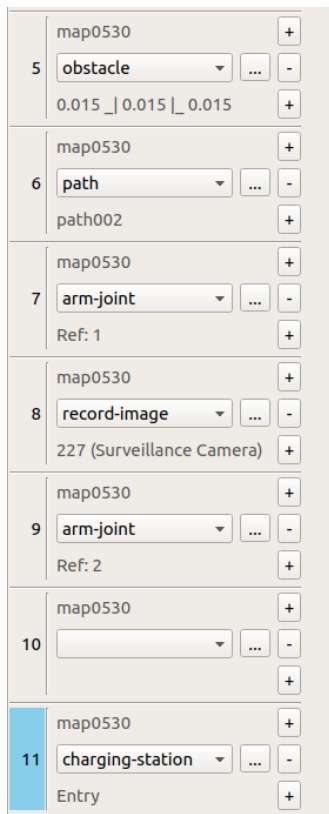 map0530 +
5 obstacle ... -
0.015 _| 0.015 |_ 0.015 +
map0530 +
6 path ... -
path002 +
map0530 +
7 arm-joint ... -
Ref: 1 +
map0530 +
8 record-image ... -
227 (Surveillance Camera) +
map0530 +
9 arm-joint ... -
Ref: 2 +
map0530 +
10 ... -
+
map0530 +
11 charging-station ... -
Entry +